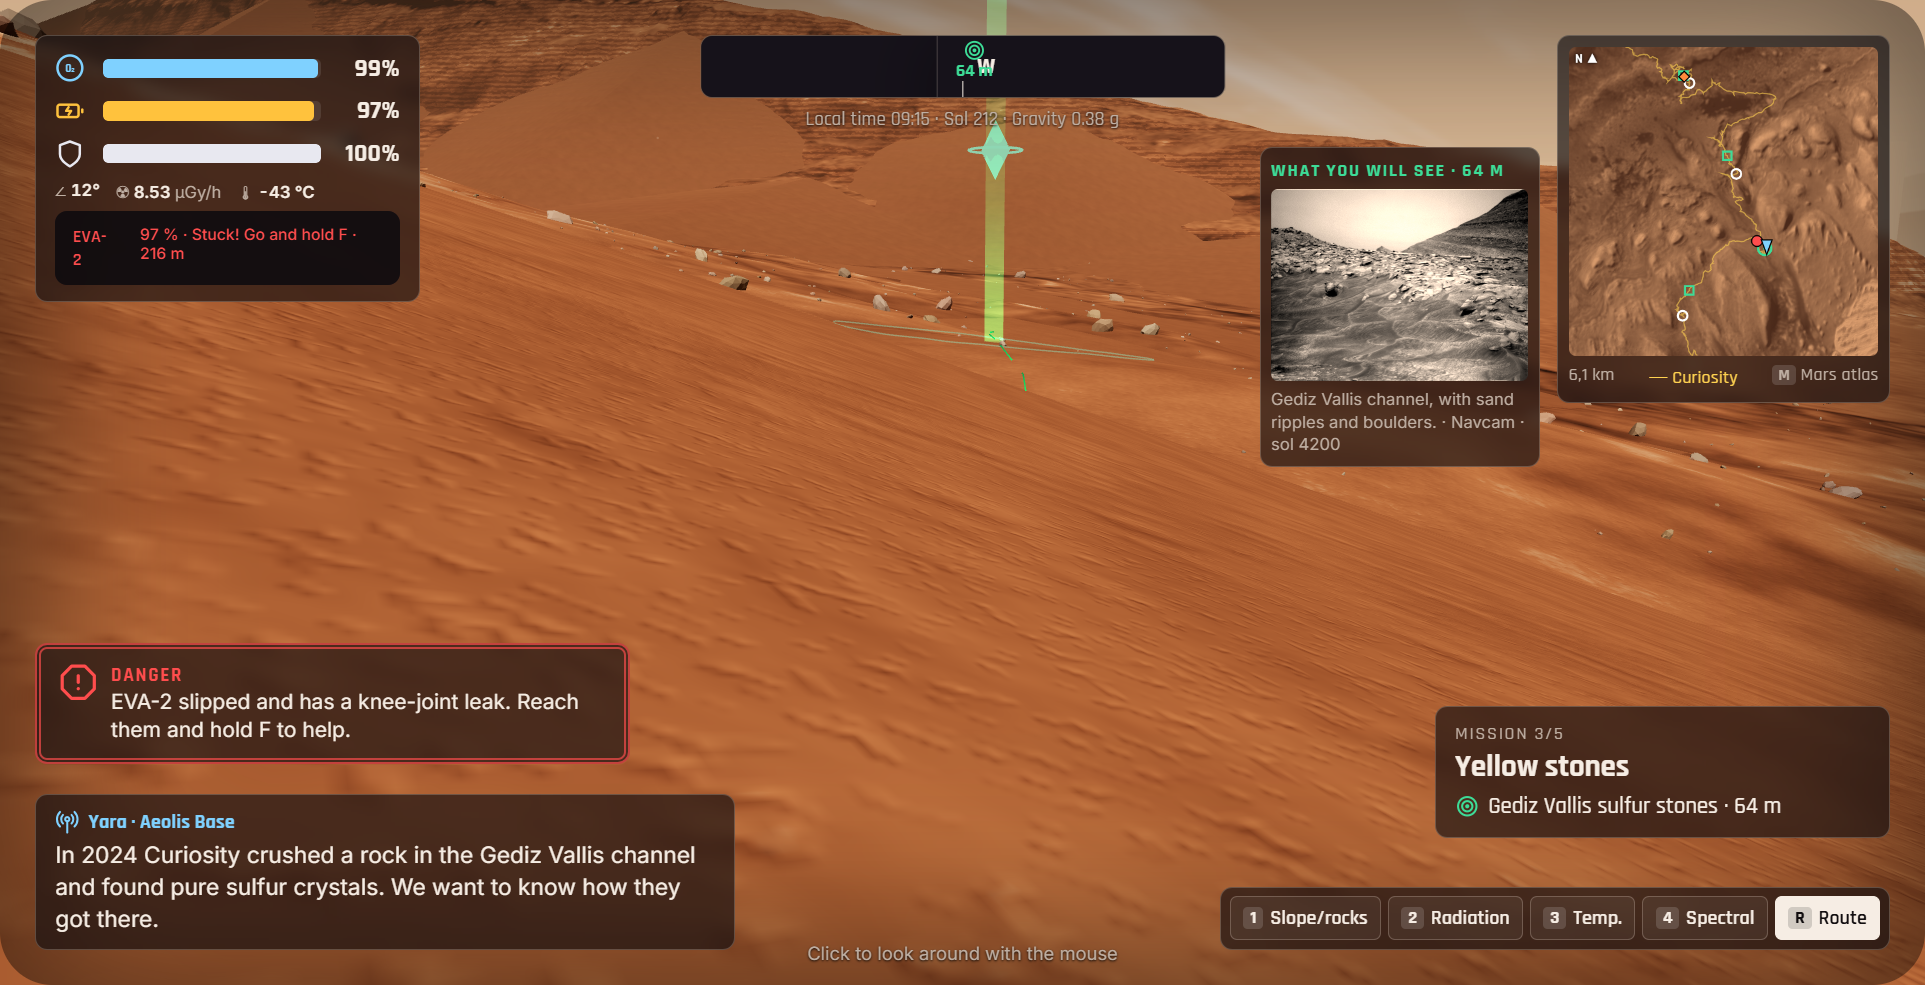 O₂ 99%
97%
100%
12° 8.53 µGy/h -43 °C
EVA-2 97 % · Stuck! Go and hold F · 216 m
64 m W
Local time 09:15 · Sol 212 · Gravity 0.38 g
WHAT YOU WILL SEE · 64 M
Gediz Vallis channel, with sand
ripples and boulders. · Navcam ·
sol 4200
N
6,1 km — Curiosity M Mars atlas
DANGER
EVA-2 slipped and has a knee-joint leak. Reach
them and hold F to help.
Yara · Aeolis Base
In 2024 Curiosity crushed a rock in the Gediz Vallis channel
and found pure sulfur crystals. We want to know how they
got there.
MISSION 3/5
Yellow stones
Gediz Vallis sulfur stones · 64 m
1 Slope/rocks 2 Radiation 3 Temp. 4 Spectral R Route
Click to look around with the mouse